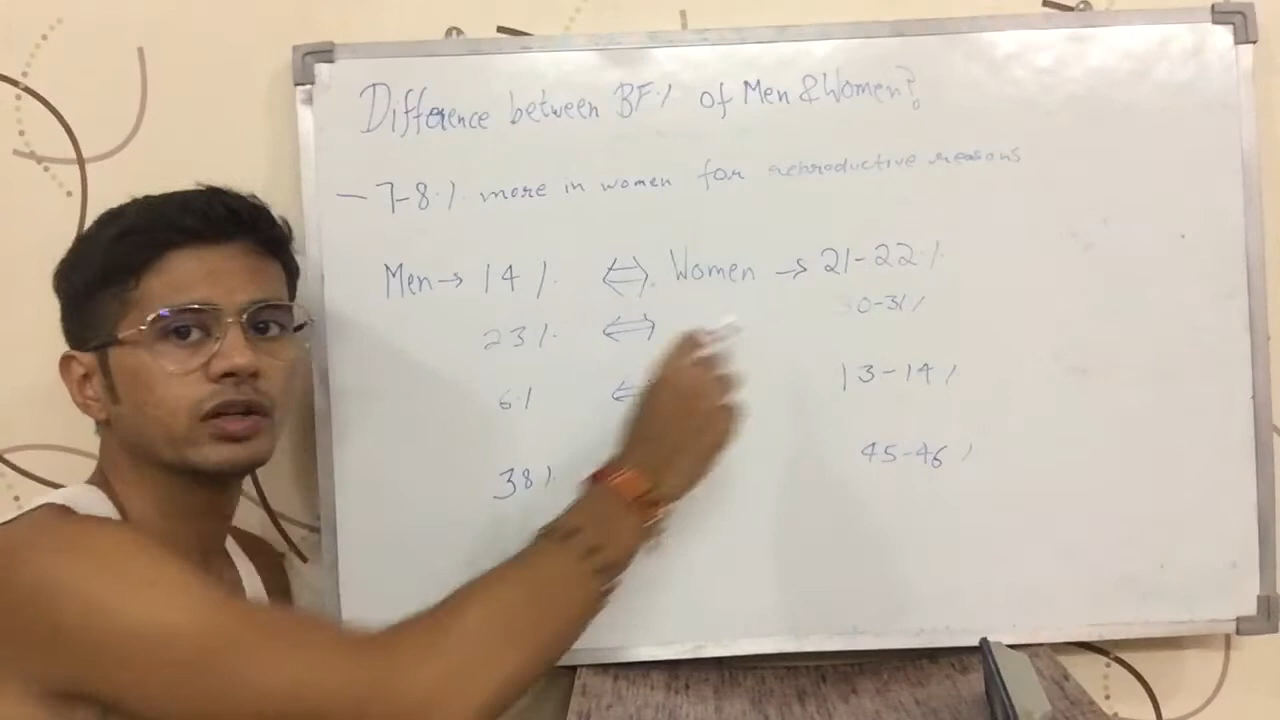 Difference between BF% of Men & Women?
– 7-8% more in women for reproductive reasons
Men → 14% ⇔ Women → 21-22%
23% ⇔ 30-31%
6% ⇔ 13-14%
38% 45-46%